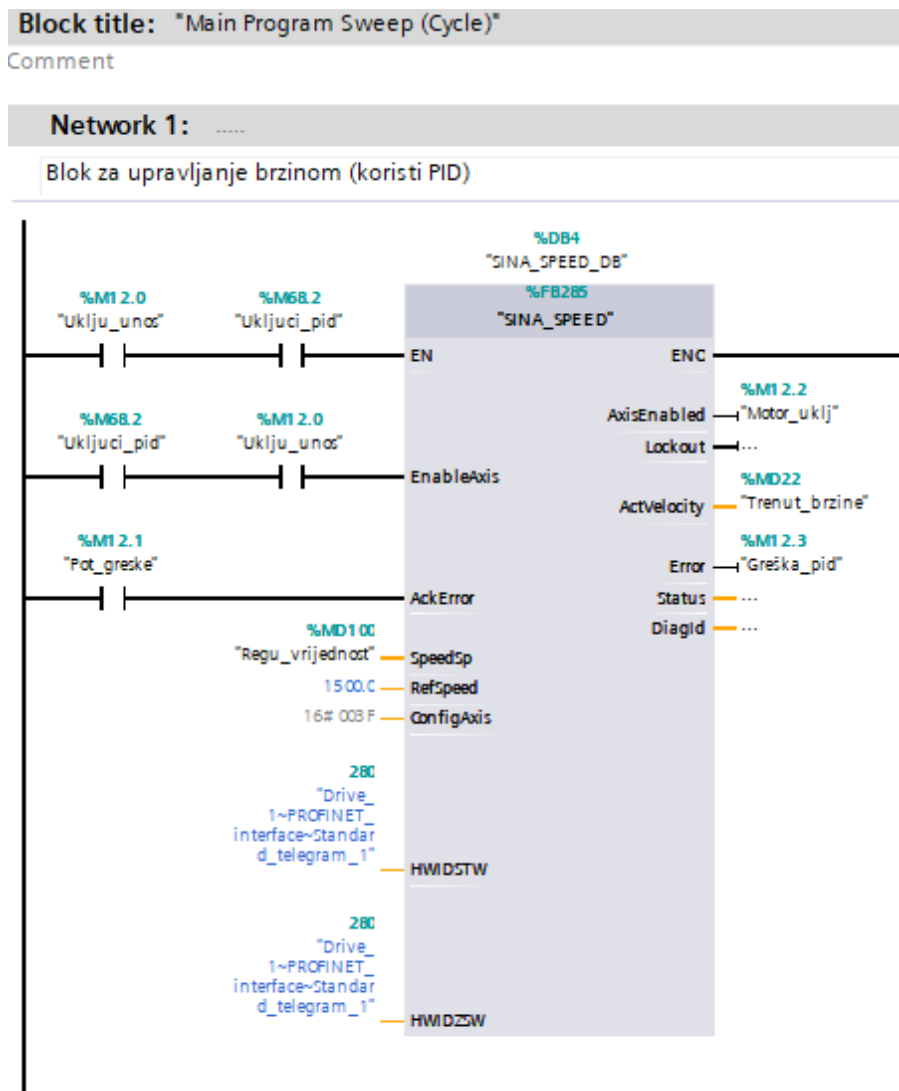 Block title: "Main Program Sweep (Cycle)"
Comment
Network 1: .....
Blok za upravljanje brzinom (koristi PID)
%DB4
"SINA_SPEED_DB"
%M12.0
"Uklju_unos"
%M68.2
"Ukljuci_pid"
%FB285
"SINA_SPEED"
EN
ENO
%M12.2
"Motor_uklj"
AxisEnabled
%M68.2
"Ukljuci_pid"
%M12.0
"Uklju_unos"
Lockout
...
EnableAxis
%MD22
"Trenut_brzine"
ActVelocity
%M12.1
"Pot_greske"
%M12.3
"Greška_pid"
Error
AckError
Status
...
DiagId
...
%MD100
"Regu_vrijednost"
SpeedSp
1500.0
RefSpeed
16# 003F
ConfigAxis
280
"Drive_
1~PROFINET_
interface~Standar
d_telegram_1"
HWIDSTW
280
"Drive_
1~PROFINET_
interface~Standar
d_telegram_1"
HWIDZSW